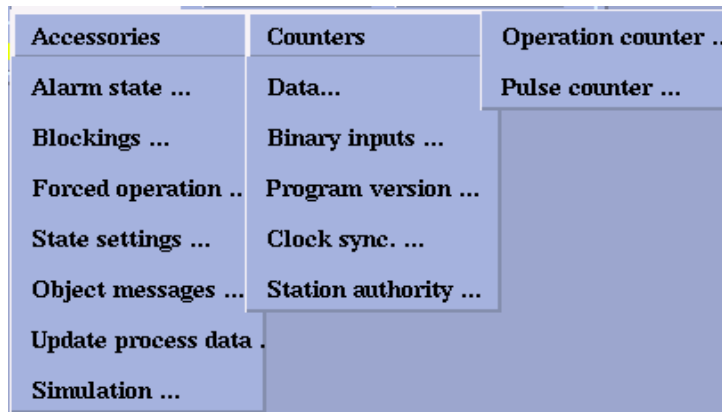 Accessories
Alarm state ...
Blockings ...
Forced operation ..
State settings ...
Object messages ...
Update process data .
Simulation ...
Counters
Data...
Binary inputs ...
Program version ...
Clock sync. ...
Station authority ...
Operation counter ..
Pulse counter ...